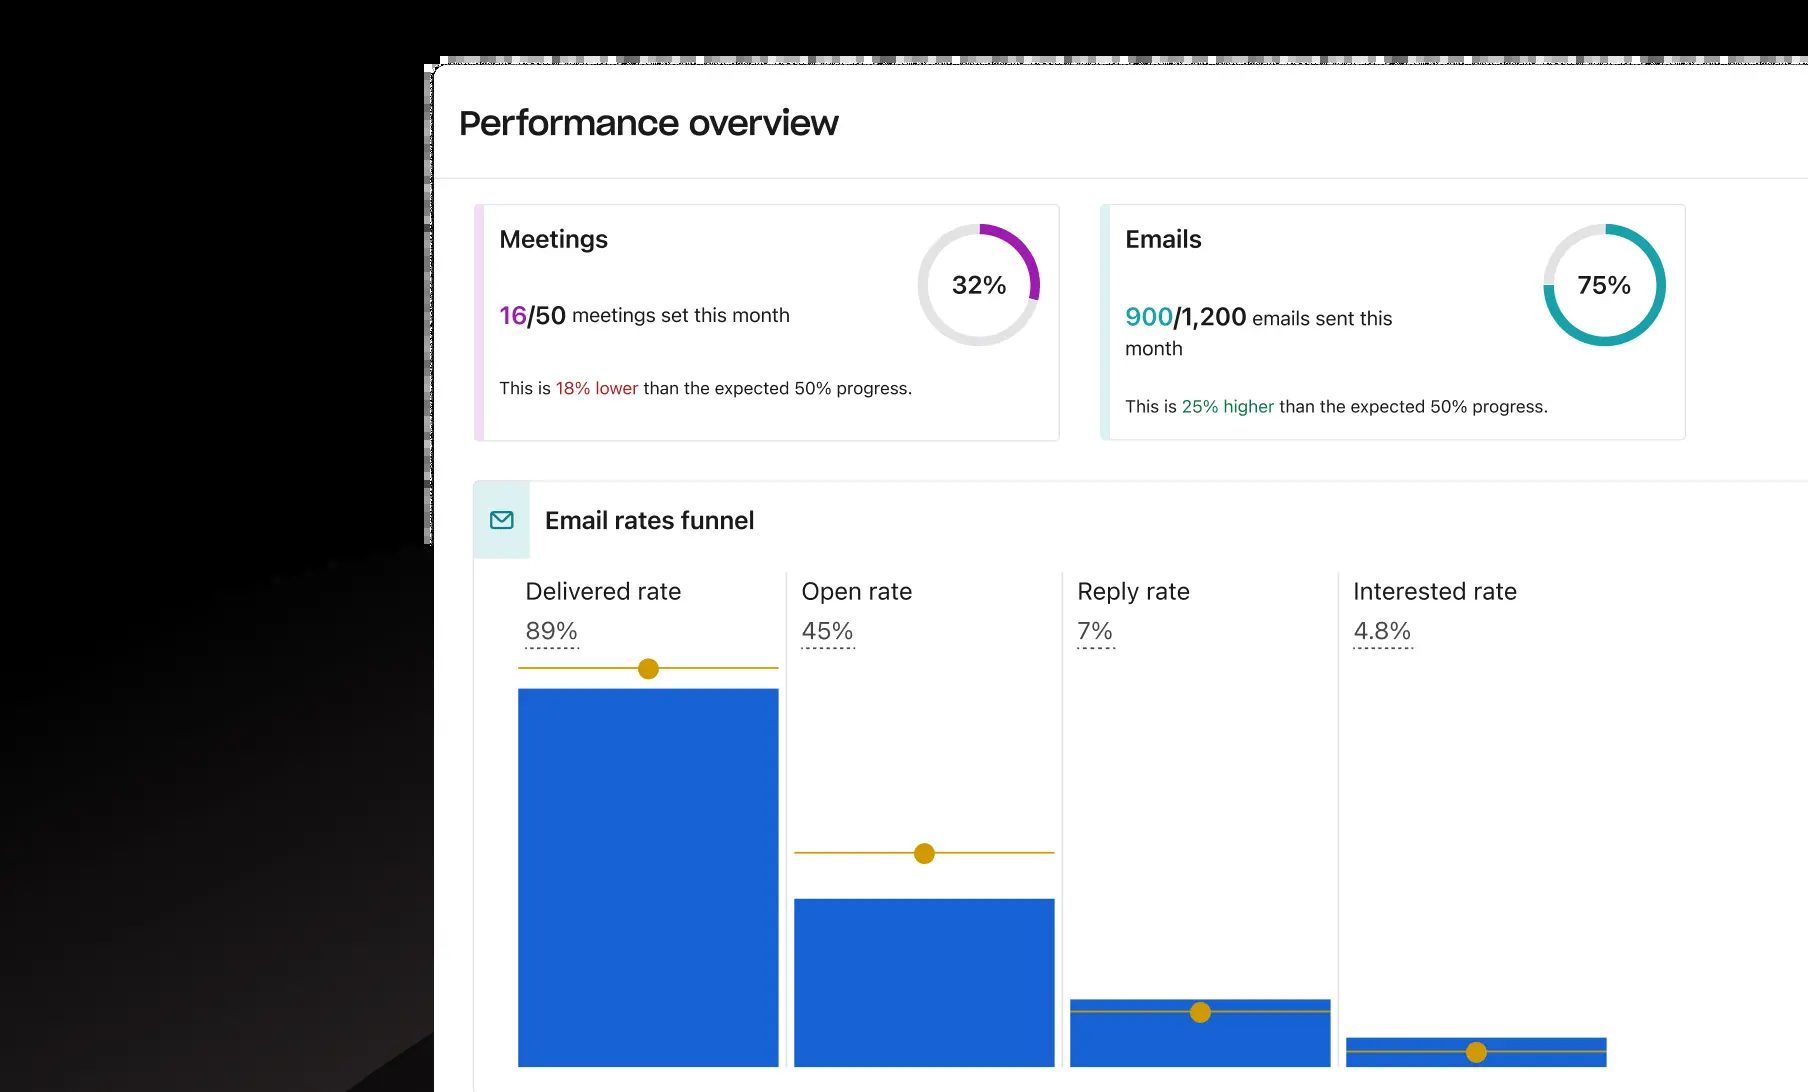 Performance overview
Meetings
32%
16/50 meetings set this month
This is 18% lower than the expected 50% progress.
Emails
75%
900/1,200 emails sent this
month
This is 25% higher than the expected 50% progress.
Email rates funnel
Delivered rate
89%
Open rate
45%
Reply rate
7%
Interested rate
4.8%